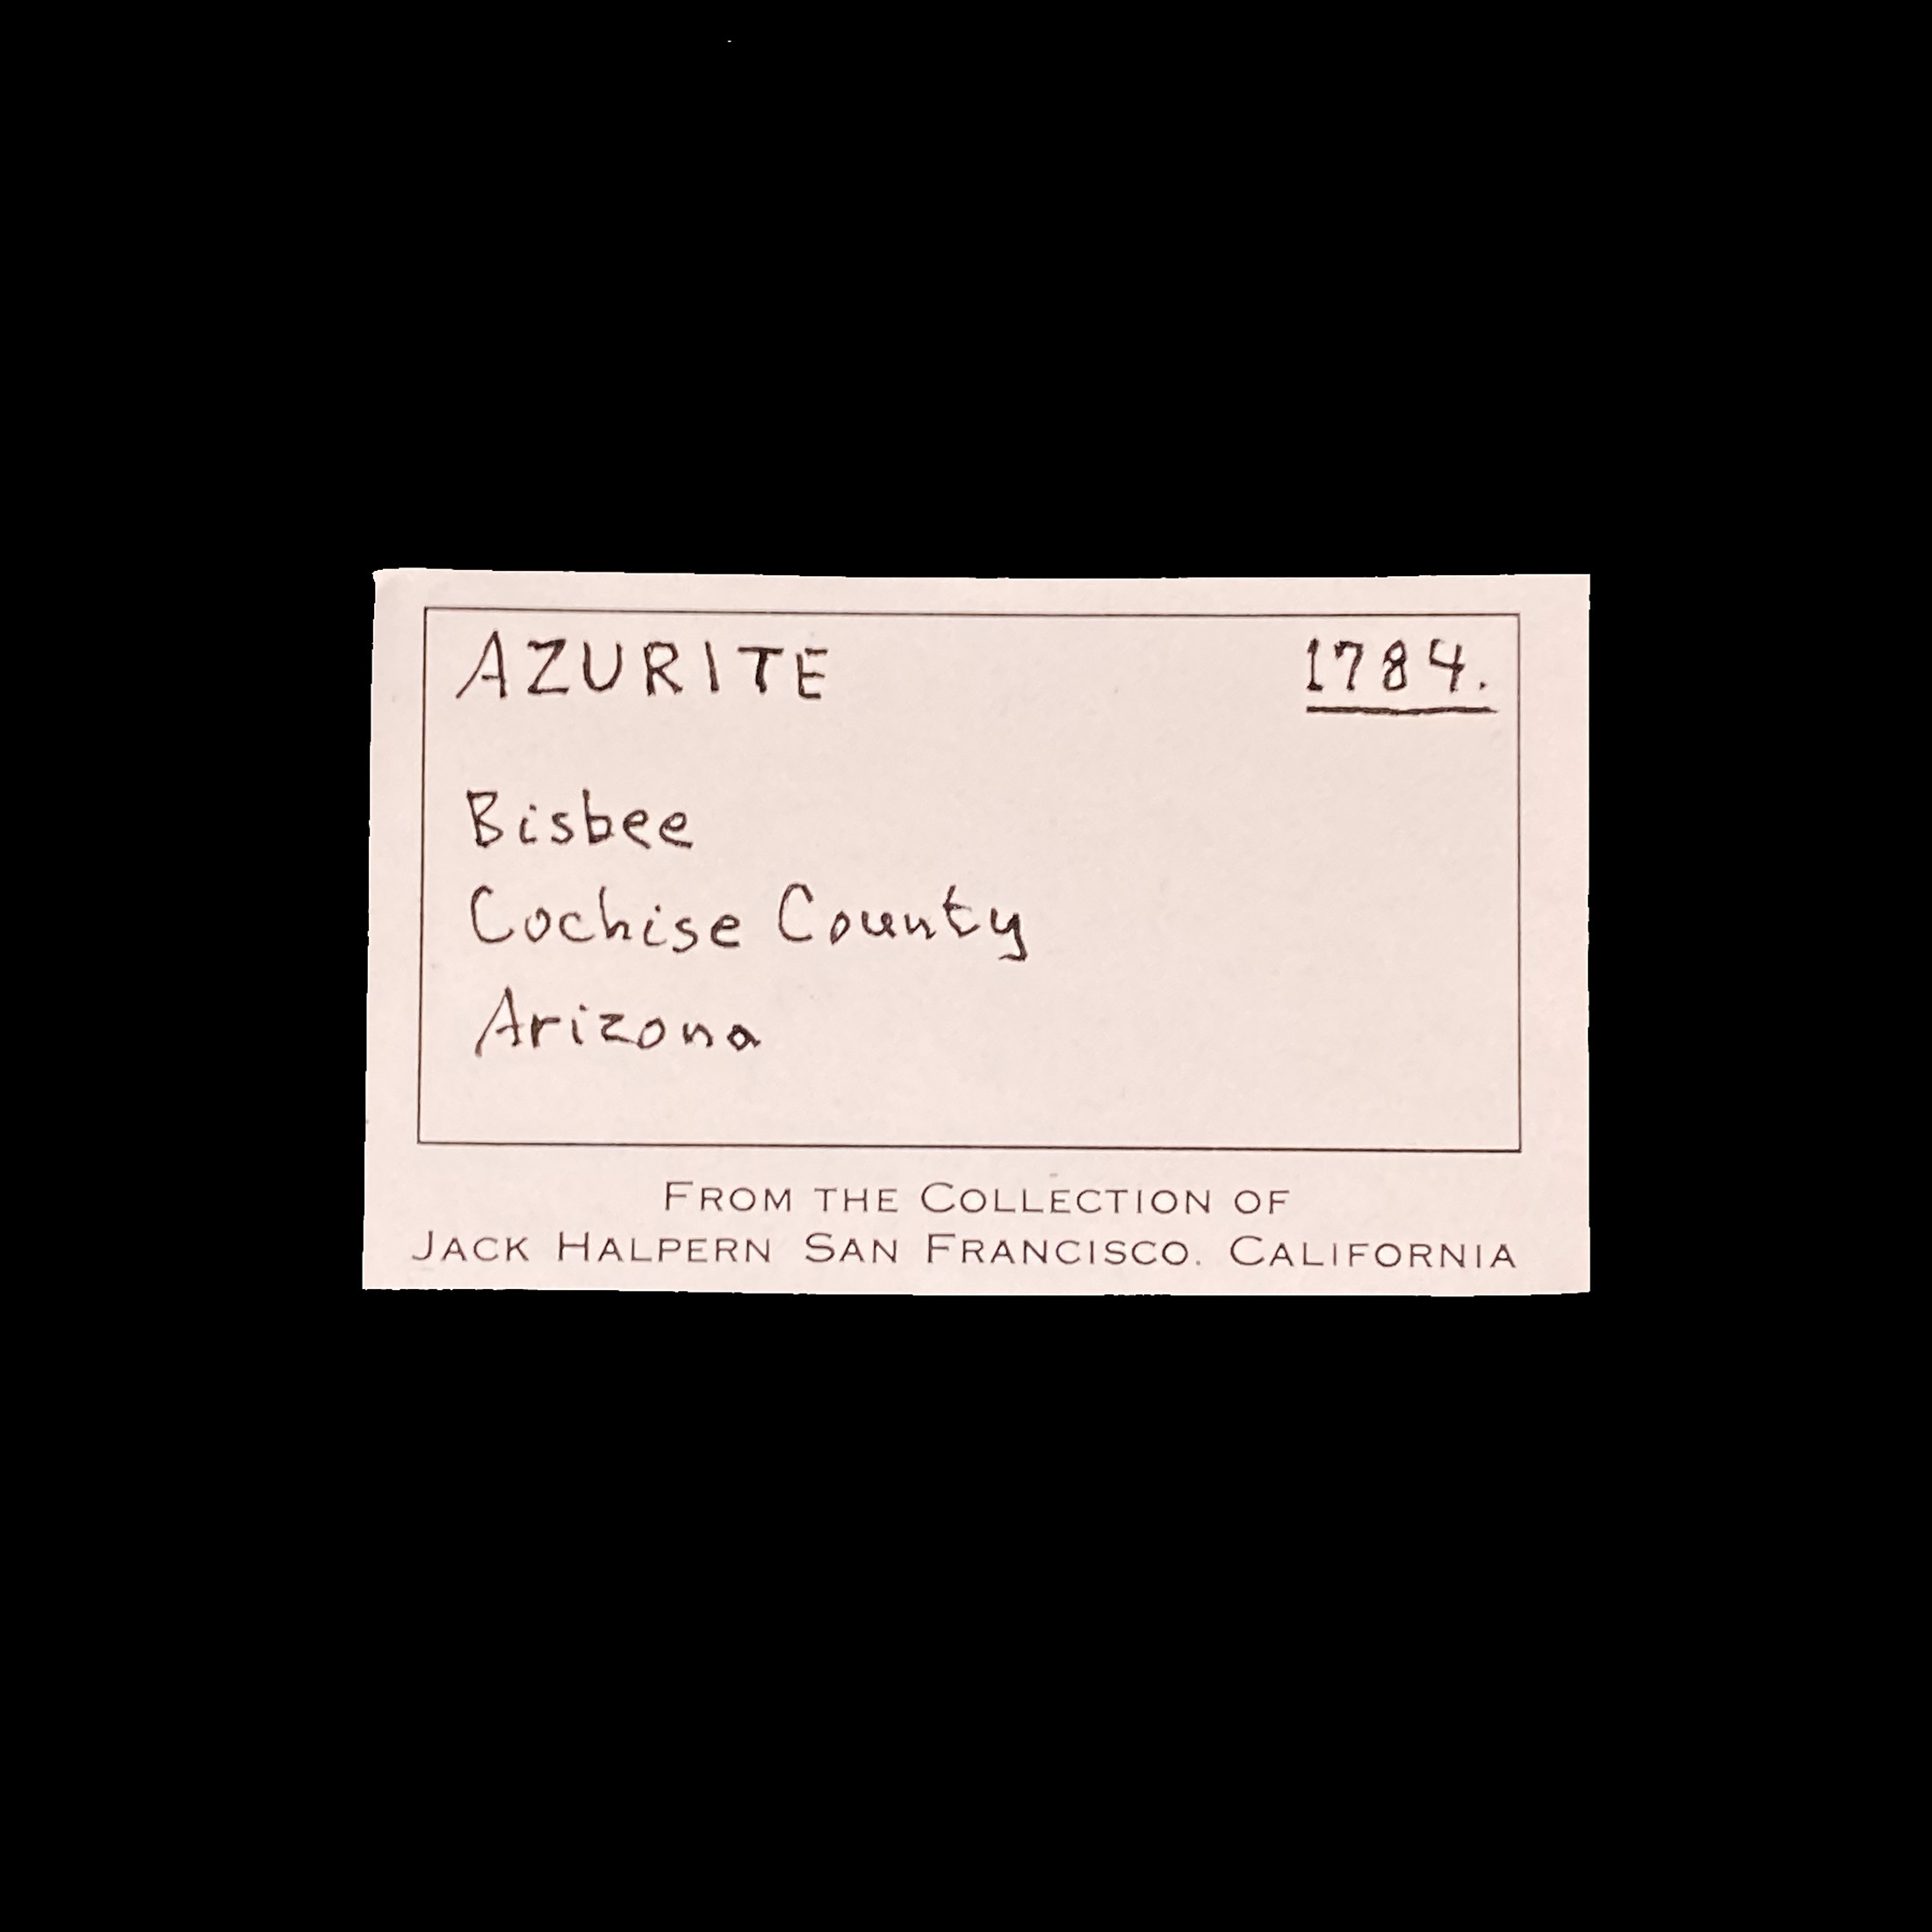 AZURITE 1784.
Bisbee
Cochise County
Arizona
FROM THE COLLECTION OF
JACK HALPERN SAN FRANCISCO. CALIFORNIA